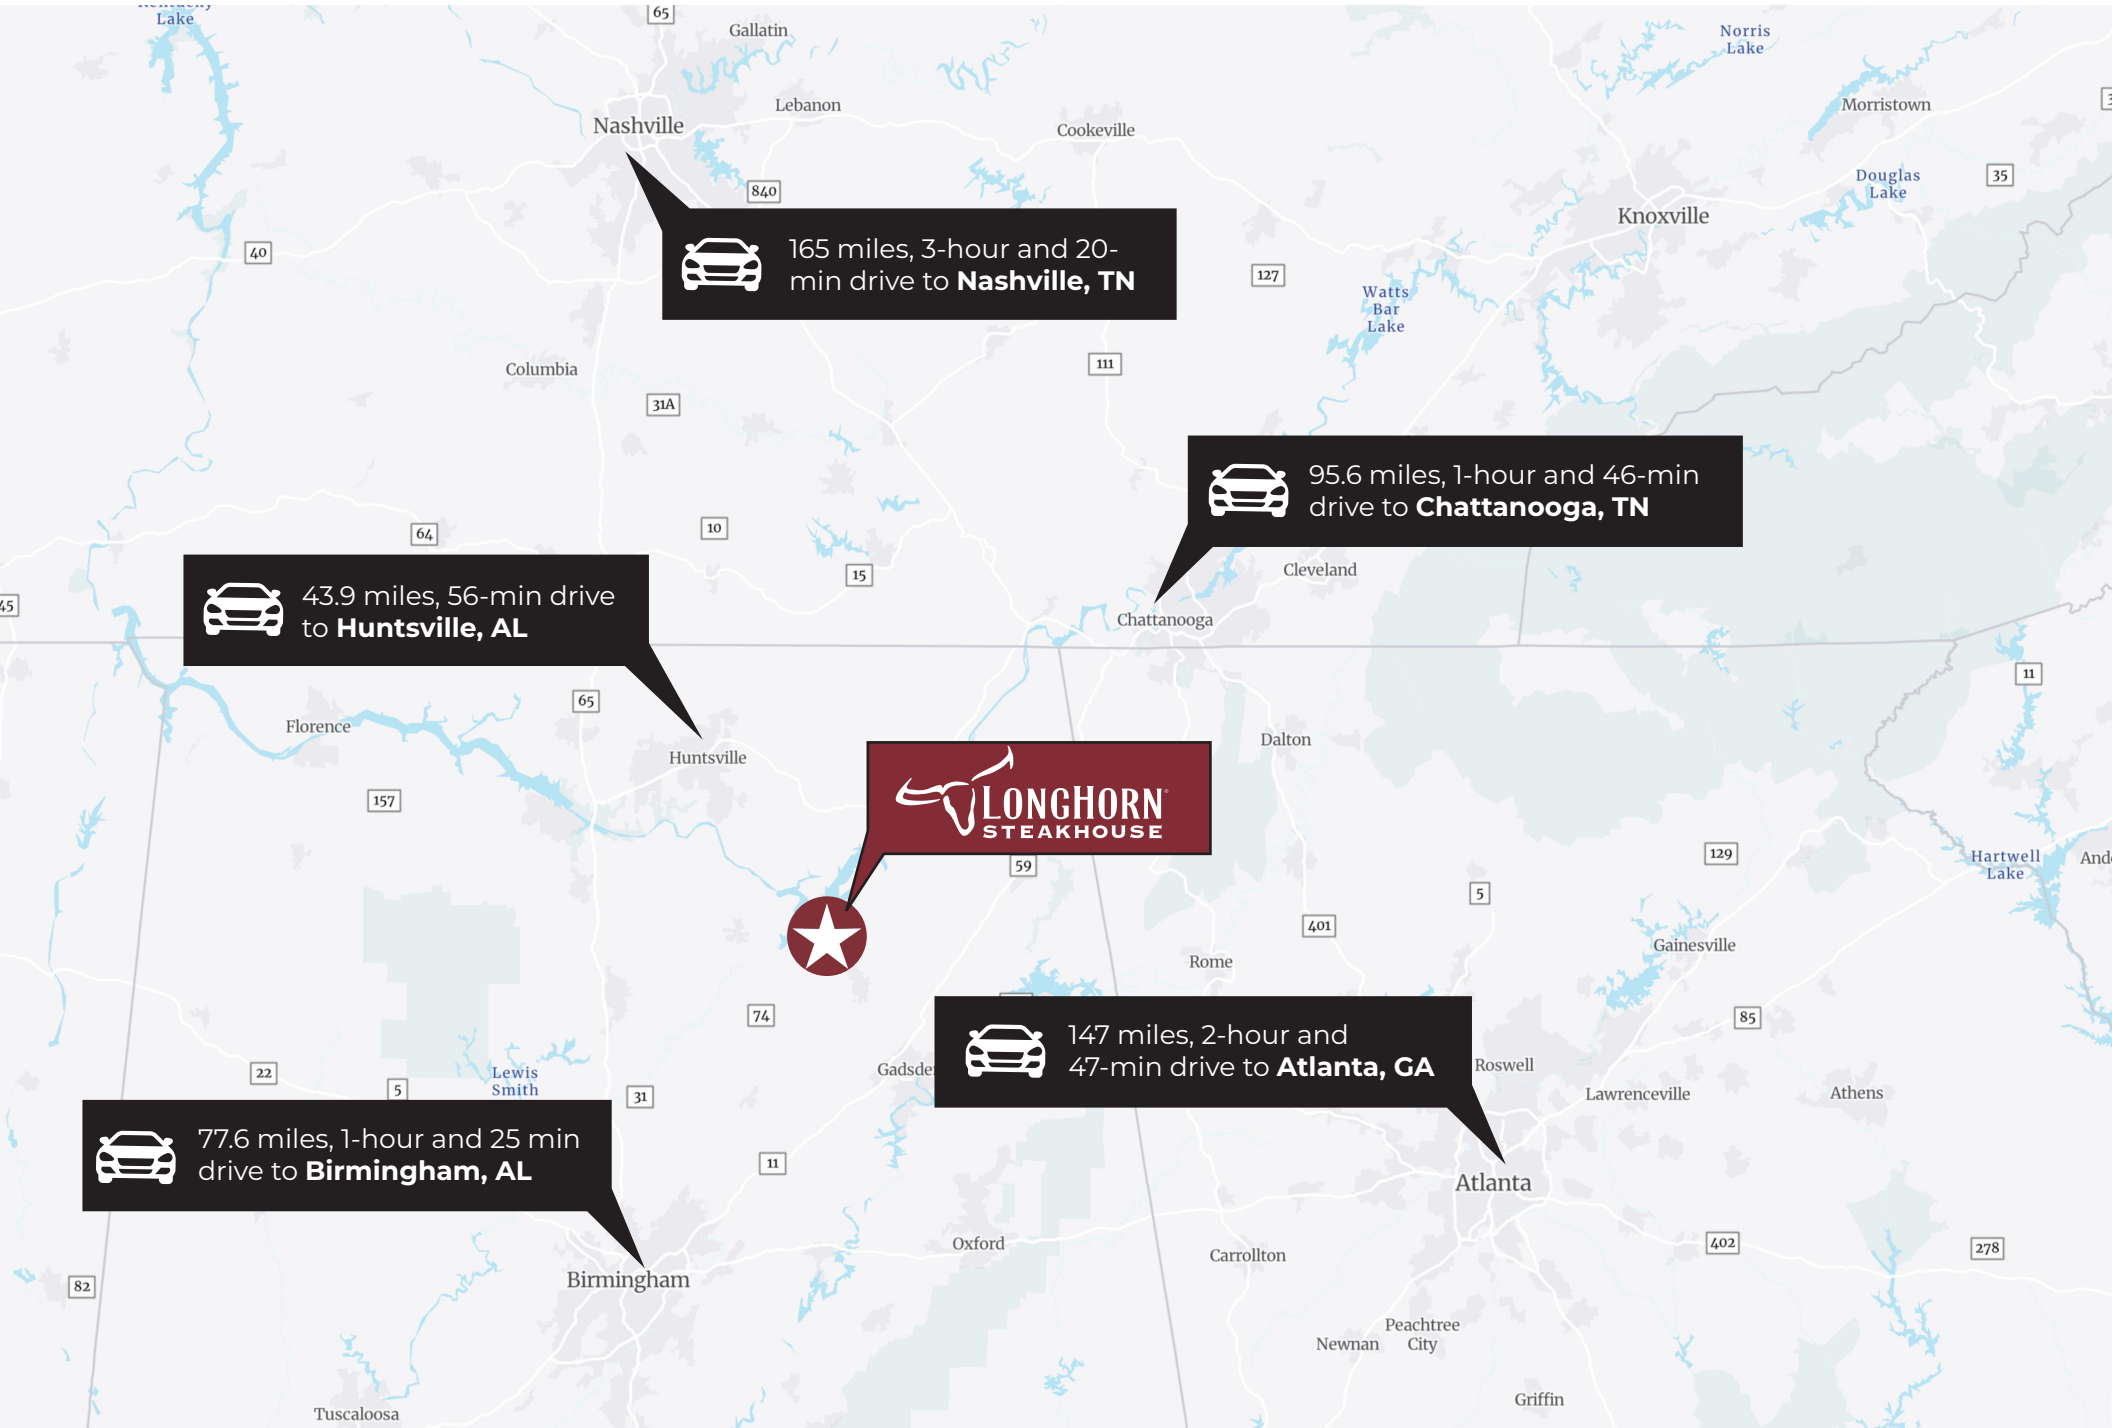 Lake
65
Gallatin
Norris
Lake
Lebanon
Morristown
Nashville
Cookeville
840
Douglas
Lake
35
Knoxville
40
165 miles, 3-hour and 20-
min drive to Nashville, TN
127
Watts
Bar
Lake
Columbia
111
31A
95.6 miles, 1-hour and 46-min
drive to Chattanooga, TN
64
10
15
Cleveland
45
43.9 miles, 56-min drive
to Huntsville, AL
Chattanooga
11
65
Florence
Huntsville
Dalton
157
LONGHORN
STEAKHOUSE
59
129
Hartwell
Lake
5
401
Gainesville
Rome
74
85
147 miles, 2-hour and
47-min drive to Atlanta, GA
Gadsde
Roswell
22
5
Lewis
Smith
31
Lawrenceville
Athens
77.6 miles, 1-hour and 25 min
drive to Birmingham, AL
11
Atlanta
Oxford
Carrollton
402
278
Birmingham
82
Peachtree
City
Newnan
Griffin
Tuscaloosa